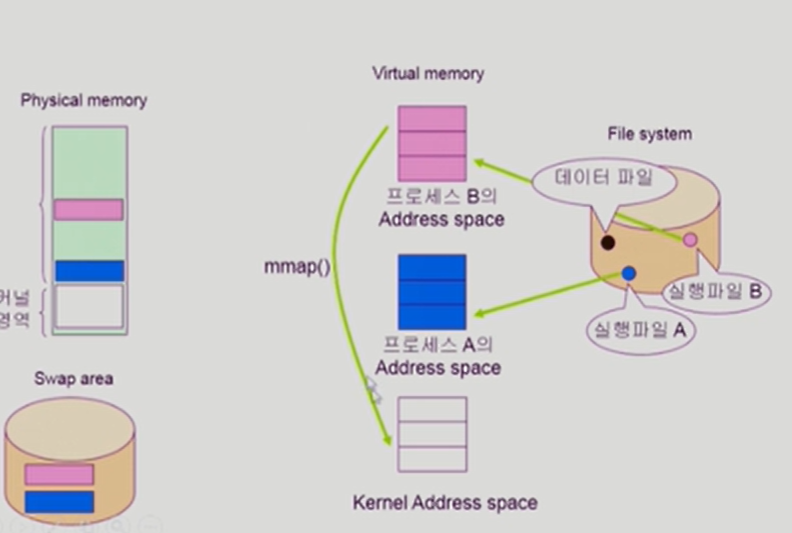 Virtual memory
Physical memory
File system
데이터 파일
프로세스 B의
Address space
mmap()
실행파일 B
커널
영역
실행파일 A
프로세스 A의
Address space
Swap area
Kernel Address space